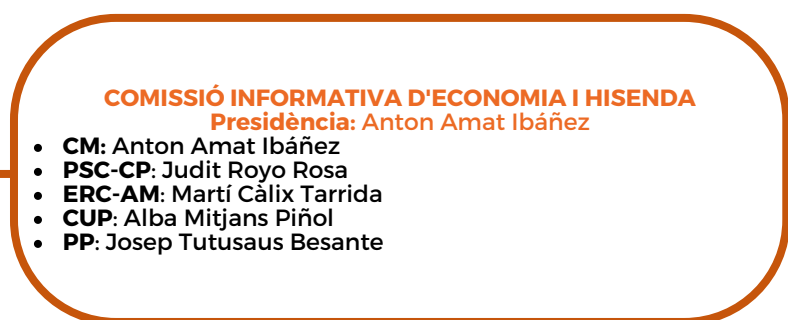 COMISSIÓ INFORMATIVA D'ECONOMIA I HISENDA
Presidència: Anton Amat Ibáñez
• CM: Anton Amat Ibáñez
• PSC-CP: Judit Royo Rosa
• ERC-AM: Martí Càlix Tarrida
• CUP: Alba Mitjans Piñol
• PP: Josep Tutusaus Besante